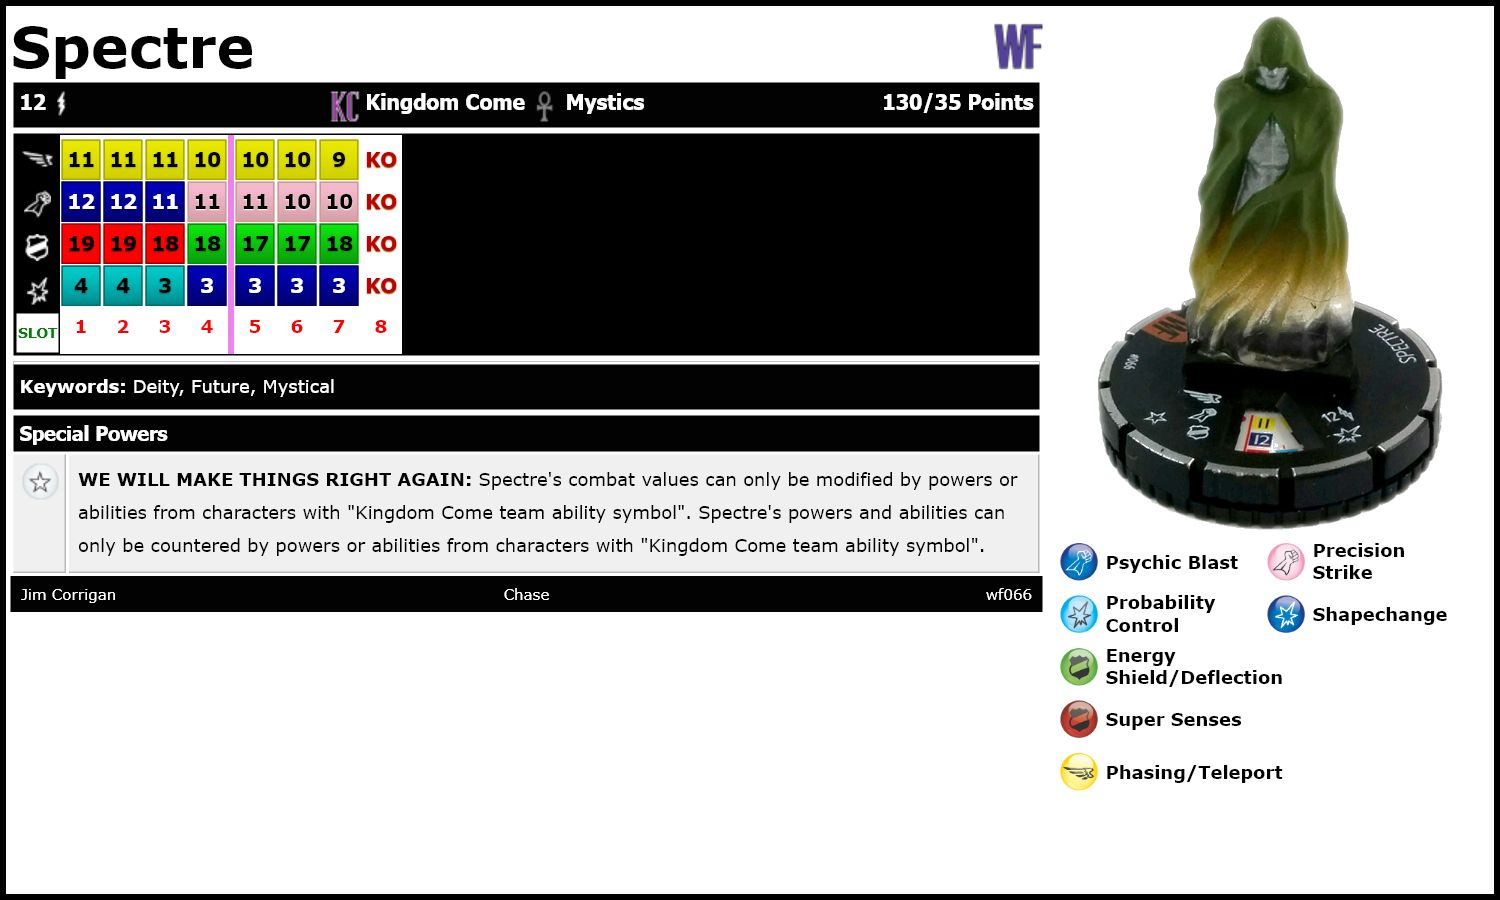 Spectre
WF
12 KC Kingdom Come Mystics 130/35 Points
11 11 11 10 10 10 9 KO
12 12 11 11 11 10 10 KO
19 19 18 18 17 17 18 KO
4 4 3 3 3 3 3 KO
SLOT 1 2 3 4 5 6 7 8
Keywords: Deity, Future, Mystical
Special Powers
WE WILL MAKE THINGS RIGHT AGAIN: Spectre's combat values can only be modified by powers or
abilities from characters with "Kingdom Come team ability symbol". Spectre's powers and abilities can
only be countered by powers or abilities from characters with "Kingdom Come team ability symbol".
Jim Corrigan Chase wf066
WF
SPECTRE
#066
11
12
12
Psychic Blast
Precision
Strike
Probability
Control
Shapechange
Energy
Shield/Deflection
Super Senses
Phasing/Teleport